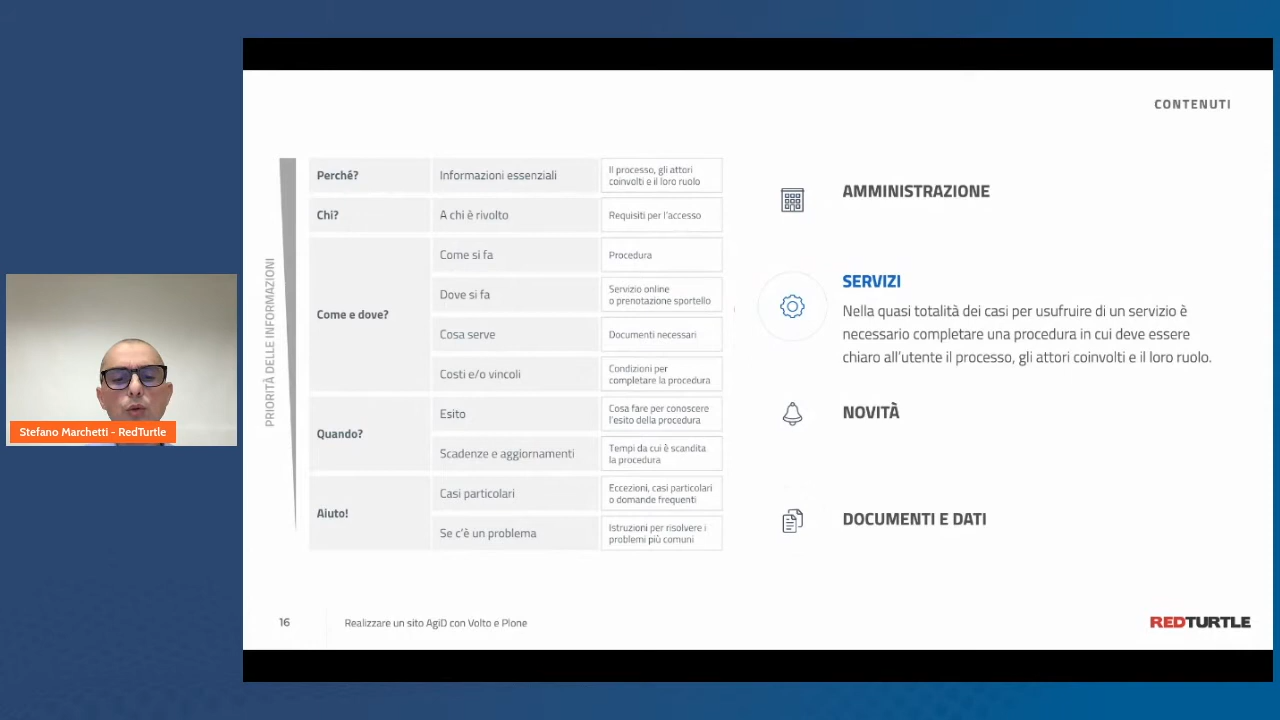 CONTENUTI
PRIORITÀ DELLE INFORMAZIONI
Perché?
Informazioni essenziali
Il processo, gli attori
coinvolti e il loro ruolo
Chi?
A chi è rivolto
Requisiti per l'accesso
Come e dove?
Come si fa
Procedura
Dove si fa
Servizio online
o prenotazione sportello
Cosa serve
Documenti necessari
Costi e/o vincoli
Condizioni per
completare la procedura
Quando?
Esito
Cosa fare per conoscere
l'esito della procedura
Scadenze e aggiornamenti
Tempi da cui è scandita
la procedura
Aiuto!
Casi particolari
Eccezioni, casi particolari
o domande frequenti
Se c'è un problema
Istruzioni per risolvere i
problemi più comuni
AMMINISTRAZIONE
SERVIZI
Nella quasi totalità dei casi per usufruire di un servizio è
necessario completare una procedura in cui deve essere
chiaro all'utente il processo, gli attori coinvolti e il loro ruolo.
NOVITÀ
DOCUMENTI E DATI
Stefano Marchetti - RedTurtle
16
Realizzare un sito AgiD con Volto e Plone
REDTURTLE